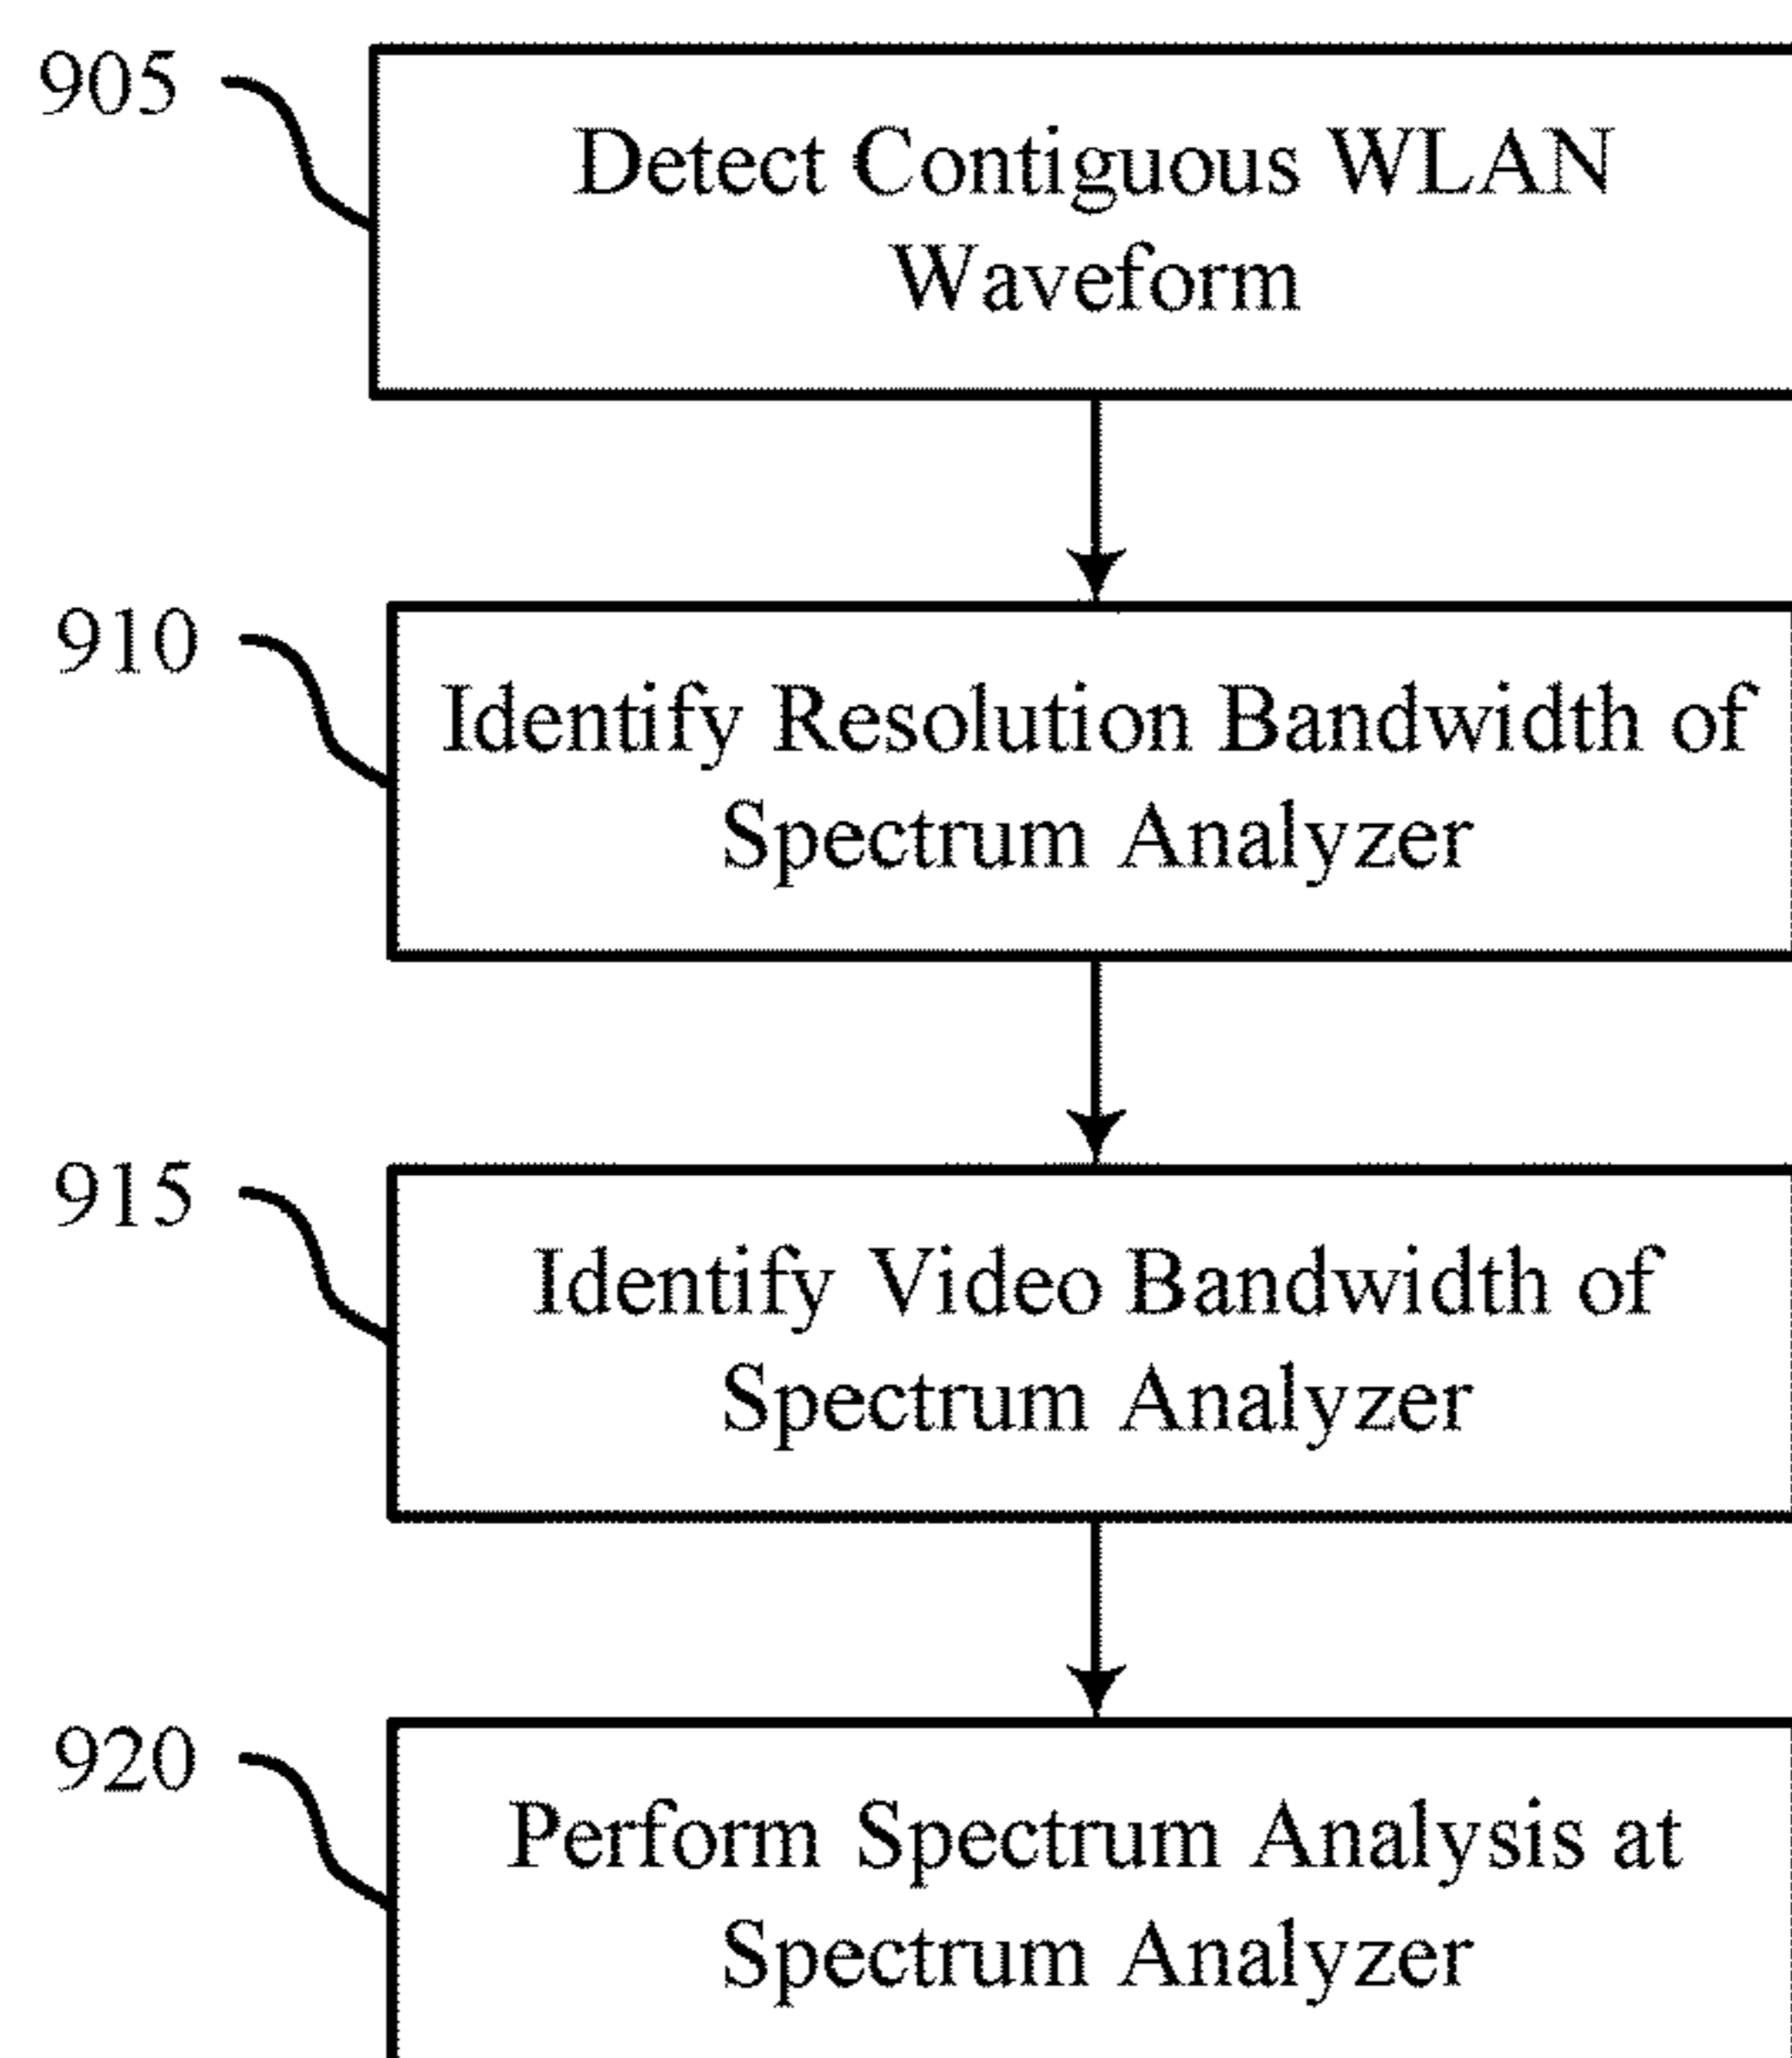 905
Detect Contiguous WLAN
Waveform
910
Identify Resolution Bandwidth of
Spectrum Analyzer
915
Identify Video Bandwidth of
Spectrum Analyzer
920
Perform Spectrum Analysis at
Spectrum Analyzer